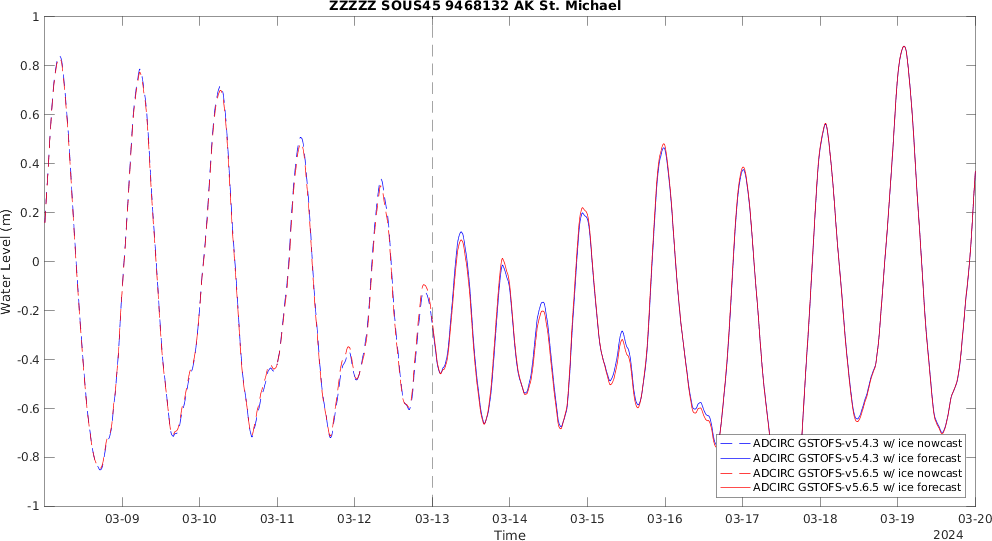 ZZZZZ SOUS45 9468132 AK St. Michael
Water Level (m)
1
0.8
0.6
0.4
0.2
0
-0.2
-0.4
-0.6
-0.8
-1
ADCIRC GSTOFS-v5.4.3 w/ ice nowcast
ADCIRC GSTOFS-v5.4.3 w/ ice forecast
ADCIRC GSTOFS-v5.6.5 w/ ice nowcast
ADCIRC GSTOFS-v5.6.5 w/ ice forecast
03-09 03-10 03-11 03-12 03-13 03-14 03-15 03-16 03-17 03-18 03-19 03-20
Time
2024